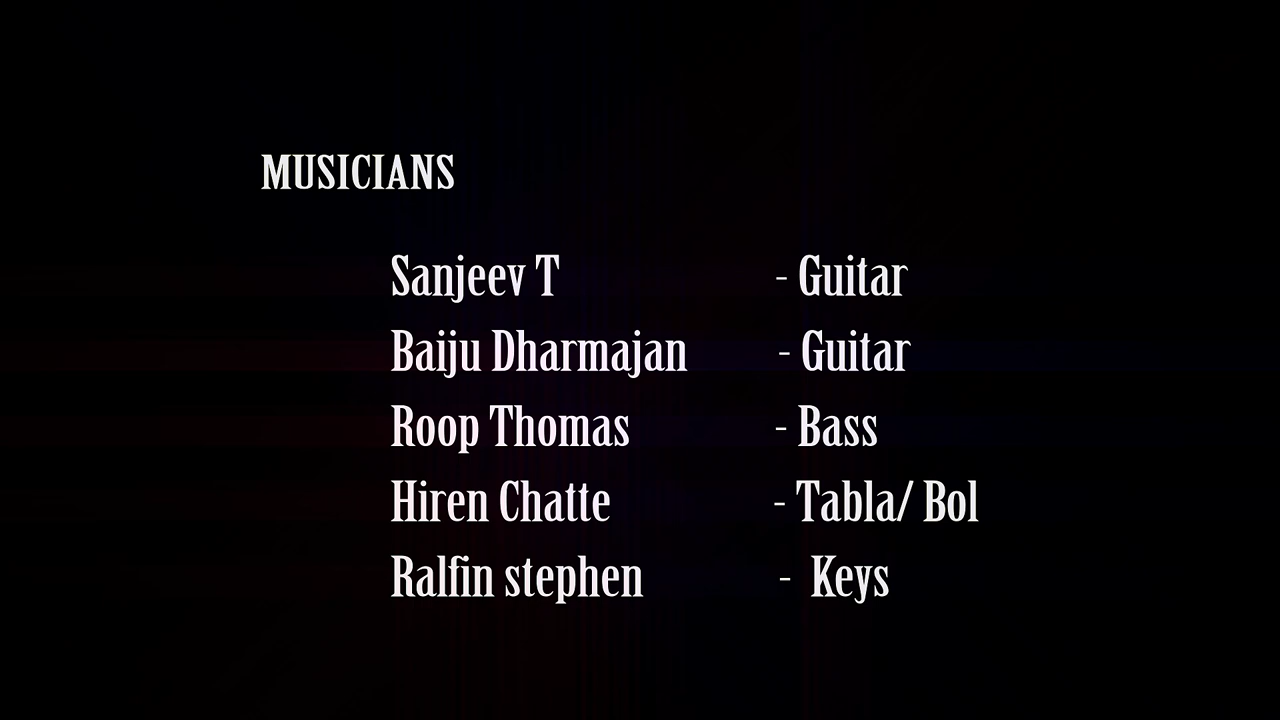 MUSICIANS
Sanjeev T - Guitar
Baiju Dharmajan - Guitar
Roop Thomas - Bass
Hiren Chatte - Tabla/ Bol
Ralfin stephen - Keys